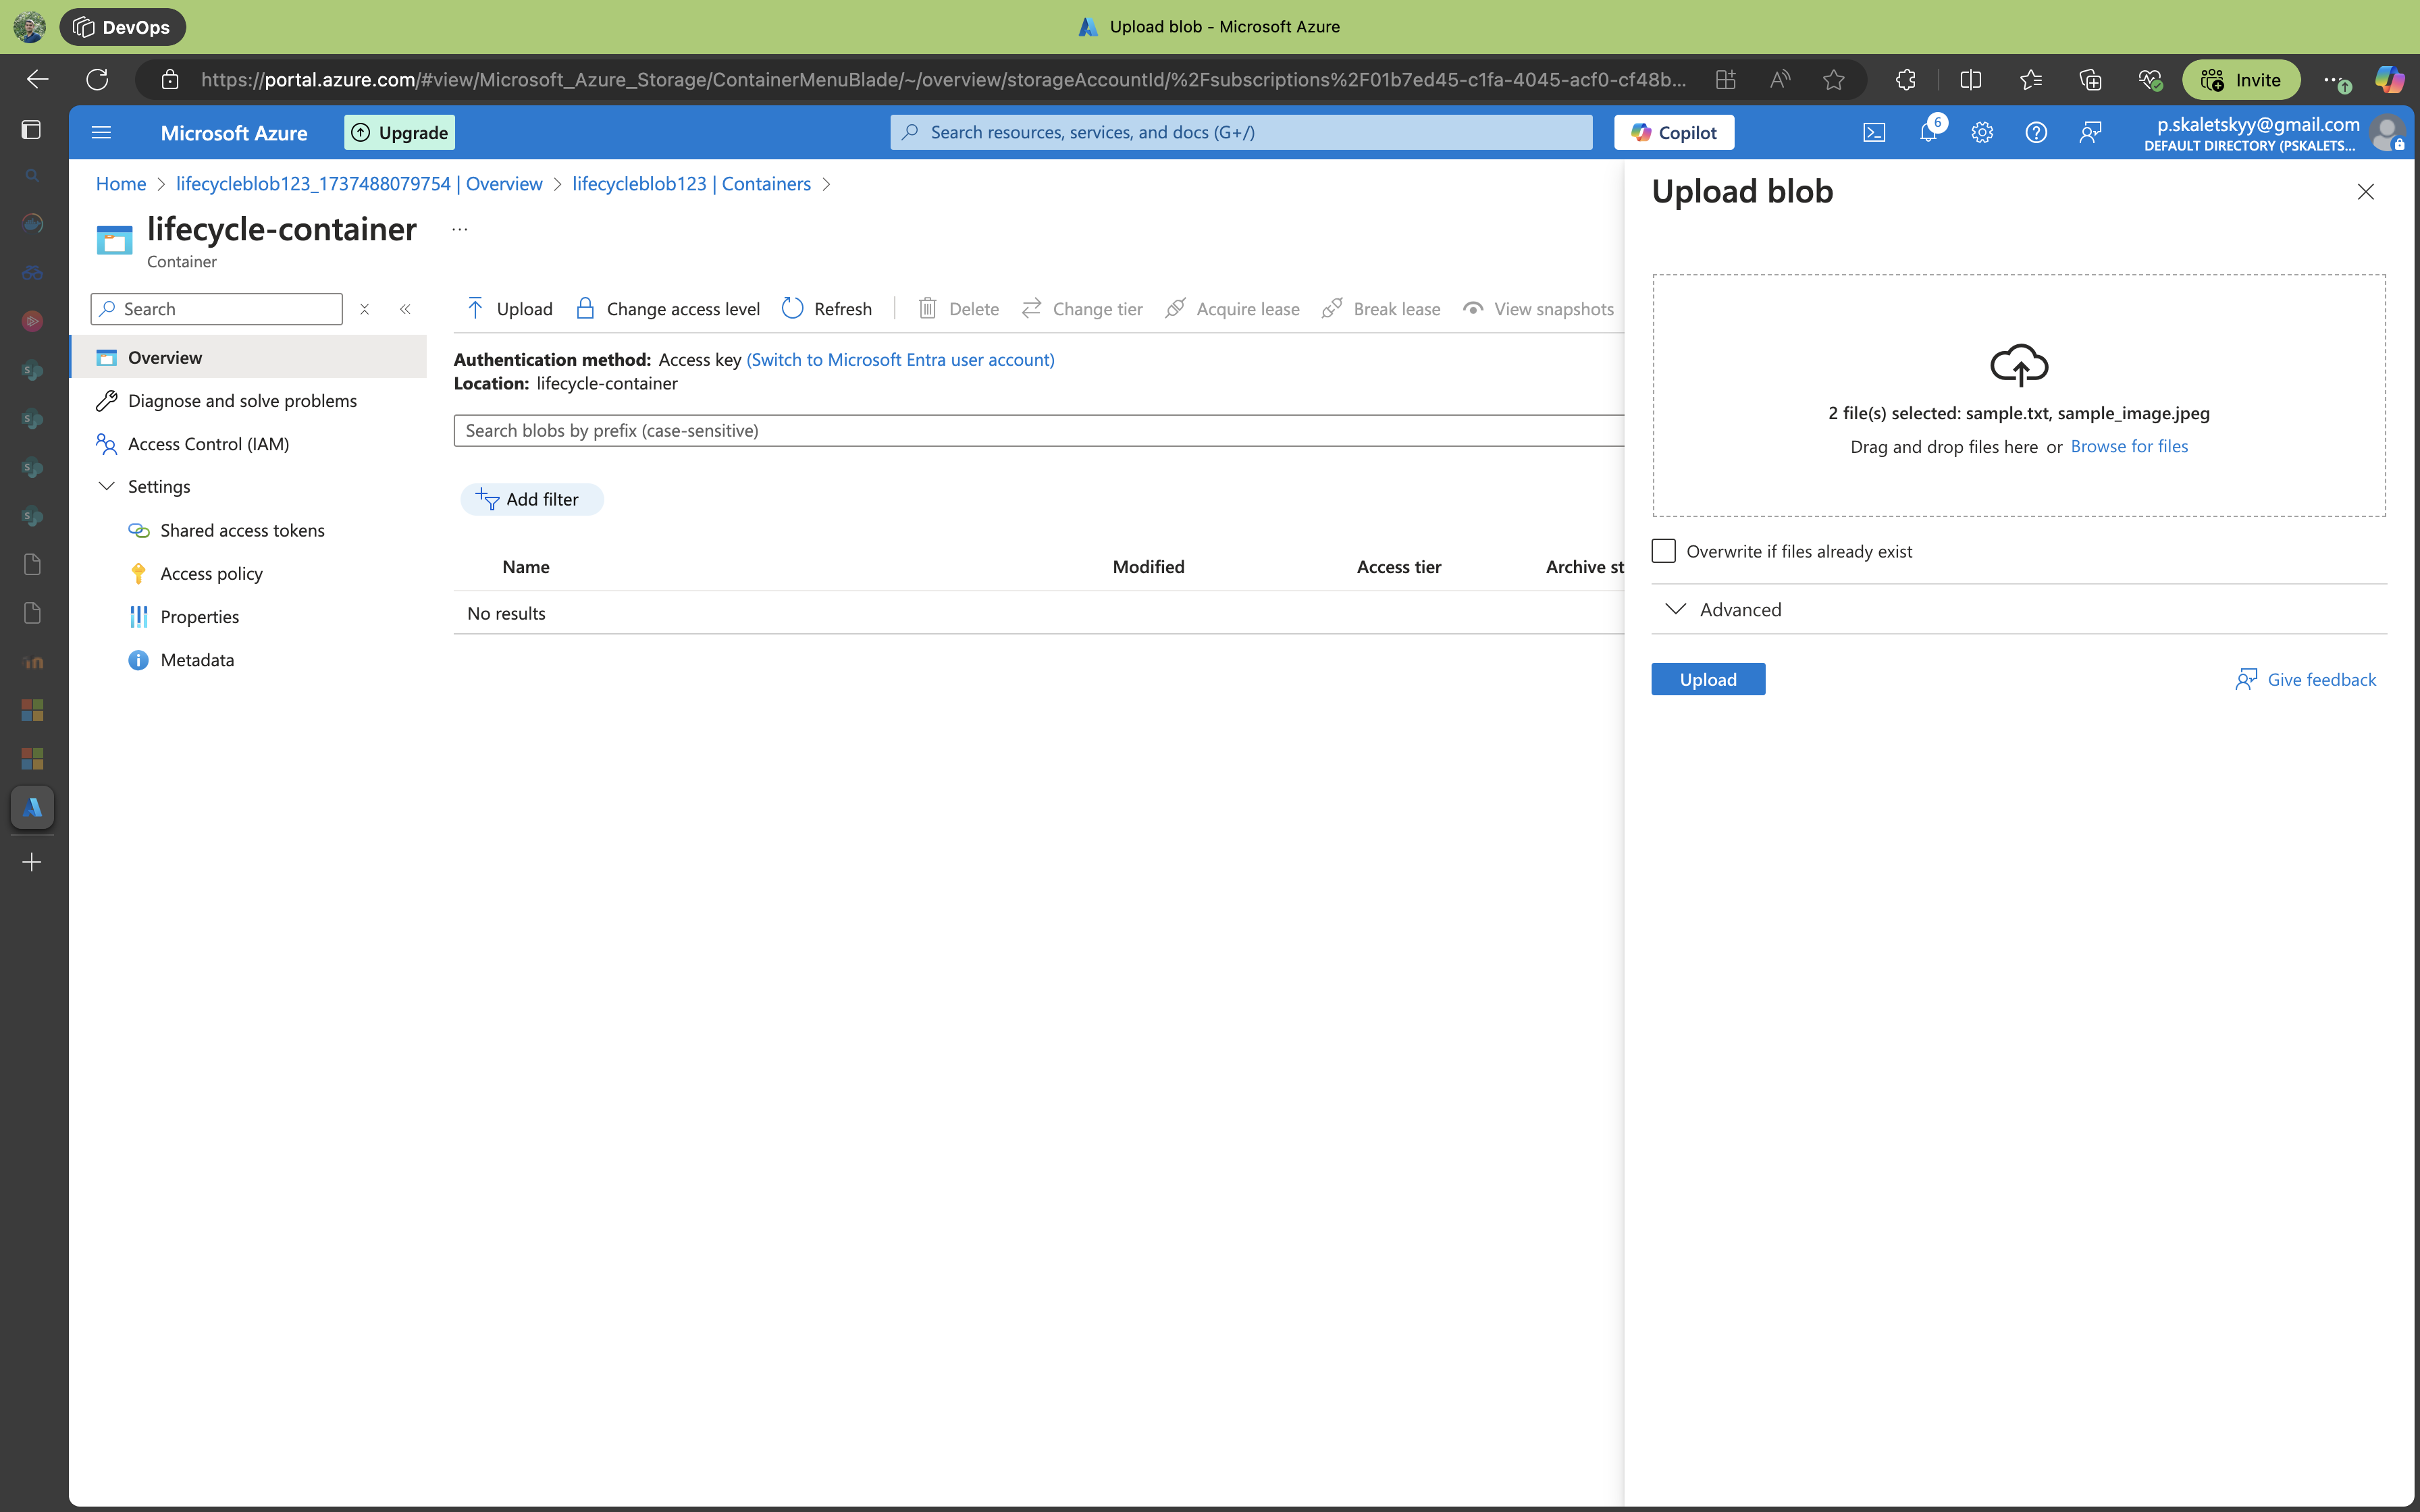 DevOps
Upload blob - Microsoft Azure
https://portal.azure.com/#view/Microsoft_Azure_Storage/ContainerMenuBlade/~/overview/storageAccountId/%2Fsubscriptions%2F01b7ed45-c1fa-4045-acf0-cf48b...
Invite
Microsoft Azure
Upgrade
Search resources, services, and docs (G+/)
Copilot
6
p.skaletskyy@gmail.com
DEFAULT DIRECTORY (PSKALETS...
Home > lifecycleblob123_1737488079754 | Overview > lifecycleblob123 | Containers >
lifecycle-container ...
Container
Search
Overview
Diagnose and solve problems
Access Control (IAM)
Settings
Shared access tokens
Access policy
Properties
Metadata
Upload Change access level Refresh Delete Change tier Acquire lease Break lease View snapshots
Authentication method: Access key (Switch to Microsoft Entra user account)
Location: lifecycle-container
Search blobs by prefix (case-sensitive)
Add filter
Name Modified Access tier Archive st
No results
Upload blob
2 file(s) selected: sample.txt, sample_image.jpeg
Drag and drop files here or Browse for files
Overwrite if files already exist
Advanced
Upload
Give feedback